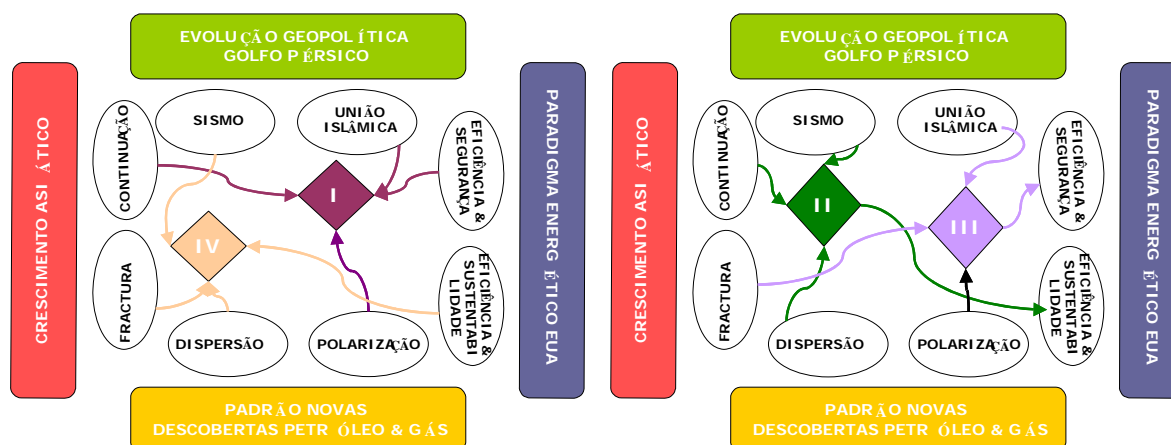 EVOLUÇÃO GEOPOLÍTICA
GOLFO PÉRSICO
CRESCIMENTO ASIÁTICO
CONTINUAÇÃO
SISMO
UNIÃO
ISLÂMICA
EFICIÊNCIA &
SEGURANÇA
I
IV
FRACTURA
DISPERSÃO
POLARIZAÇÃO
EFICIÊNCIA &
SUSTENTABI
LIDADE
PARADIGMA ENERGÉTICO EUA
PADRÃO NOVAS
DESCOBERTAS PETRÓLEO & GÁS
EVOLUÇÃO GEOPOLÍTICA
GOLFO PÉRSICO
CRESCIMENTO ASIÁTICO
CONTINUAÇÃO
SISMO
UNIÃO
ISLÂMICA
EFICIÊNCIA &
SEGURANÇA
II
III
FRACTURA
DISPERSÃO
POLARIZAÇÃO
EFICIÊNCIA &
SUSTENTABI
LIDADE
PARADIGMA ENERGÉTICO EUA
PADRÃO NOVAS
DESCOBERTAS PETRÓLEO & GÁS